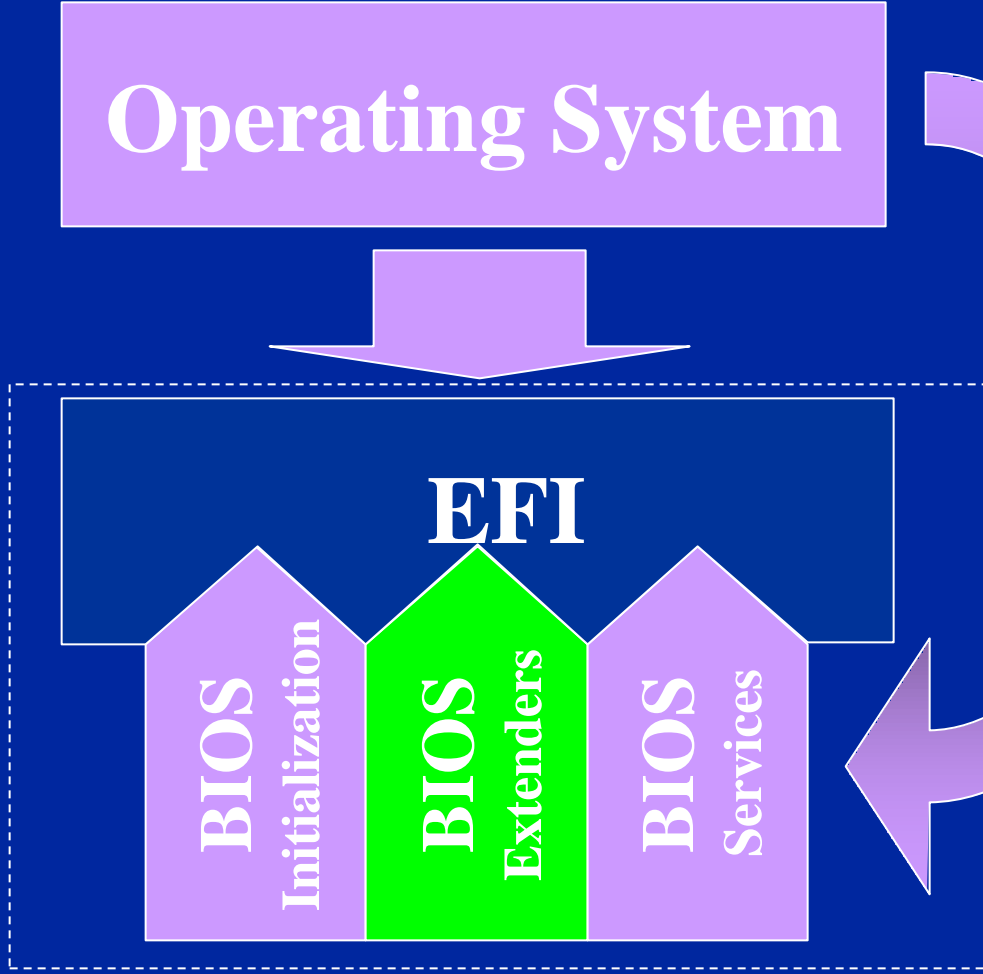 Operating System
EFI
BIOS
Initialization
BIOS
Extenders
BIOS
Services